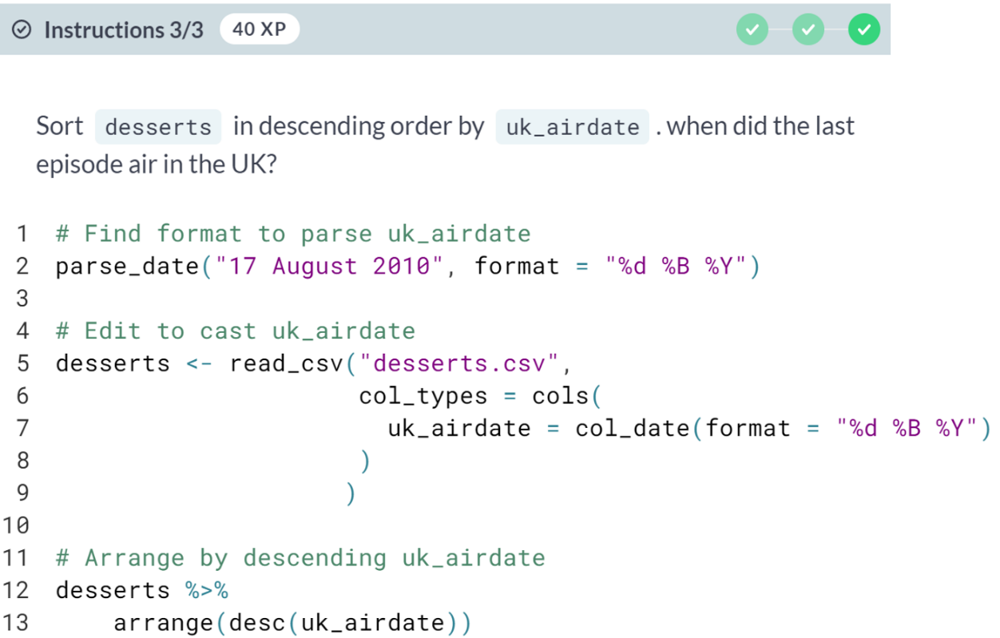 Instructions 3/3 40 XP
Sort desserts in descending order by uk_airdate . when did the last
episode air in the UK?
1 # Find format to parse uk_airdate
2 parse_date("17 August 2010", format = "%d %B %Y")
3
4 # Edit to cast uk_airdate
5 desserts <- read_csv("desserts.csv",
6 col_types = cols(
7 uk_airdate = col_date(format = "%d %B %Y")
8 )
9 )
10
11 # Arrange by descending uk_airdate
12 desserts %>%
13 arrange(desc(uk_airdate))